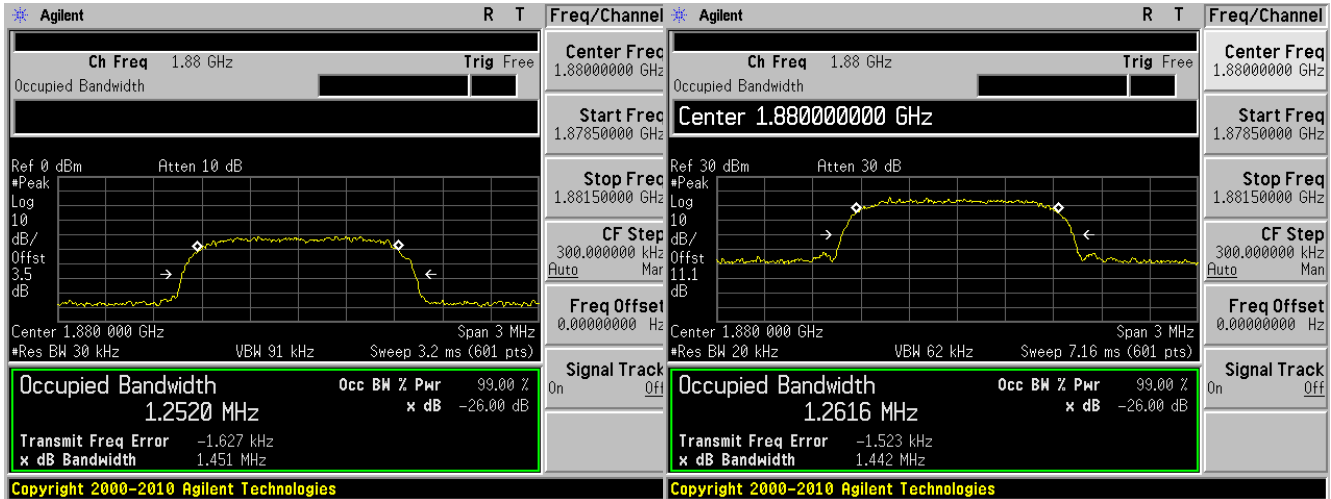 Agilent R T Freq/Channel
Ch Freq 1.88 GHz Trig Free
Occupied Bandwidth
Center Freq
1.88000000 GHz
Start Freq
1.87850000 GHz
Stop Freq
1.88150000 GHz
CF Step
300.000000 kHz
Auto Man
Freq Offset
0.00000000 Hz
Signal Track
On Off
Ref 0 dBm Atten 10 dB
#Peak
Log
10
dB/
Offst
3.5
dB
Center 1.880 000 GHz Span 3 MHz
#Res BW 30 kHz VBW 91 kHz Sweep 3.2 ms (601 pts)
Occupied Bandwidth Occ BW % Pwr 99.00 %
1.2520 MHz x dB -26.00 dB
Transmit Freq Error -1.627 kHz
x dB Bandwidth 1.451 MHz
Copyright 2000-2010 Agilent Technologies
Agilent R T Freq/Channel
Ch Freq 1.88 GHz Trig Free
Occupied Bandwidth
Center 1.880000000 GHz
Center Freq
1.88000000 GHz
Start Freq
1.87850000 GHz
Stop Freq
1.88150000 GHz
CF Step
300.000000 kHz
Auto Man
Freq Offset
0.00000000 Hz
Signal Track
On Off
Ref 30 dBm Atten 30 dB
#Peak
Log
10
dB/
Offst
11.1
dB
Center 1.880 000 GHz Span 3 MHz
#Res BW 20 kHz VBW 62 kHz Sweep 7.16 ms (601 pts)
Occupied Bandwidth Occ BW % Pwr 99.00 %
1.2616 MHz x dB -26.00 dB
Transmit Freq Error -1.523 kHz
x dB Bandwidth 1.442 MHz
Copyright 2000-2010 Agilent Technologies